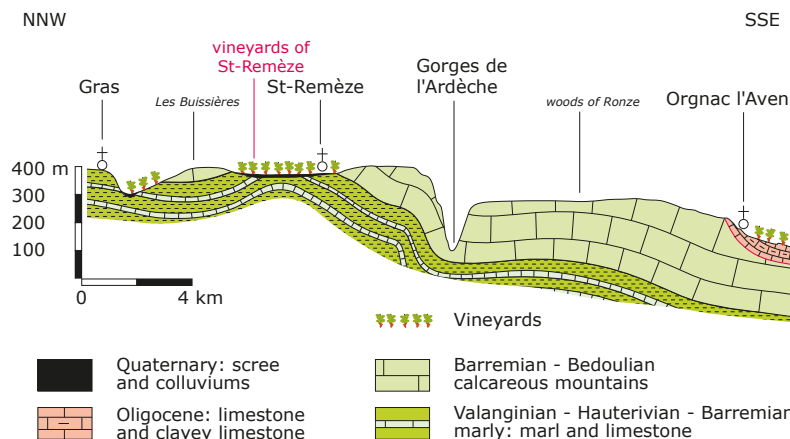 NNW
SSE
vineyards of
St-Remèze
Gras
Les Buissières
St-Remèze
Gorges de
l'Ardèche
woods of Ronze
Orgnac l'Aven
400 m
300
200
100
0
4 km
Vineyards
Quaternary: scree
and colluviums
Barremian - Bedoulian
calcareous mountains
Oligocene: limestone
and clayey limestone
Valanginian - Hauterivian - Barremian
marly: marl and limestone